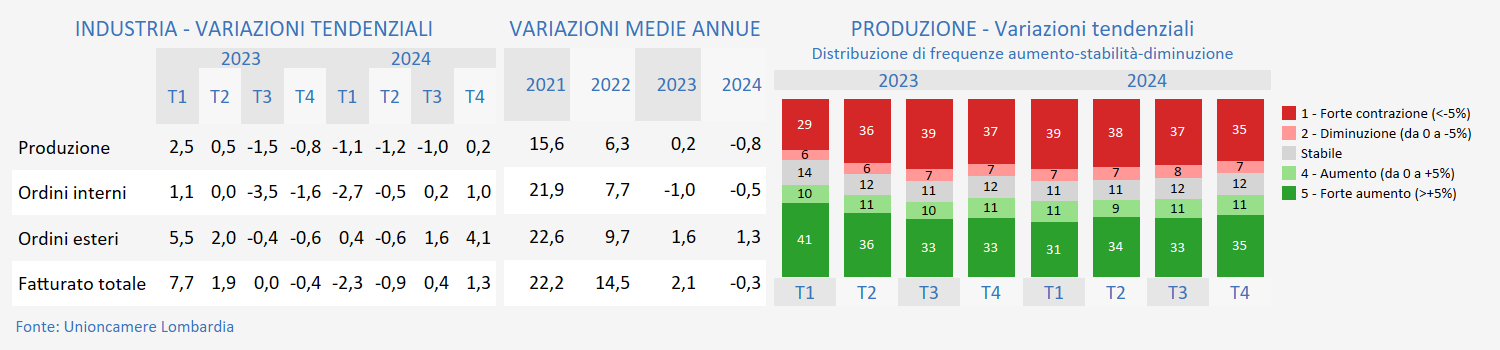 INDUSTRIA - VARIAZIONI TENDENZIALI
2023 2024
T1 T2 T3 T4 T1 T2 T3 T4
Produzione 2,5 0,5 -1,5 -0,8 -1,1 -1,2 -1,0 0,2
Ordini interni 1,1 0,0 -3,5 -1,6 -2,7 -0,5 0,2 1,0
Ordini esteri 5,5 2,0 -0,4 -0,6 0,4 -0,6 1,6 4,1
Fatturato totale 7,7 1,9 0,0 -0,4 -2,3 -0,9 0,4 1,3
Fonte: Unioncamere Lombardia
VARIAZIONI MEDIE ANNUE
2021 2022 2023 2024
15,6 6,3 0,2 -0,8
21,9 7,7 -1,0 -0,5
22,6 9,7 1,6 1,3
22,2 14,5 2,1 -0,3
PRODUZIONE - Variazioni tendenziali
Distribuzione di frequenze aumento-stabilità-diminuzione
2023 2024
29 36 39 37 39 38 37 35
6 6 7 7 7 7 8 7
14 12 11 12 11 11 12 12
10 11 10 11 11 9 11 11
41 36 33 33 31 34 33 35
T1 T2 T3 T4 T1 T2 T3 T4
1 - Forte contrazione (<-5%)
2 - Diminuzione (da 0 a -5%)
Stabile
4 - Aumento (da 0 a +5%)
5 - Forte aumento (>+5%)